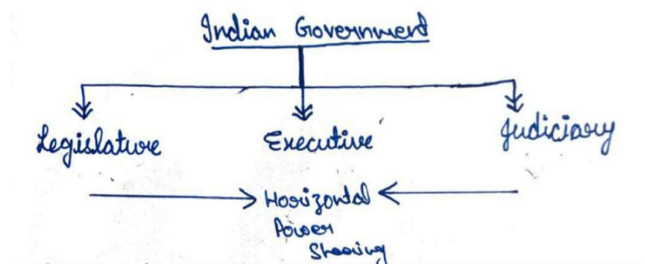 Indian Government
Legislature Executive Judiciary
Horizontal
Power
Sharing